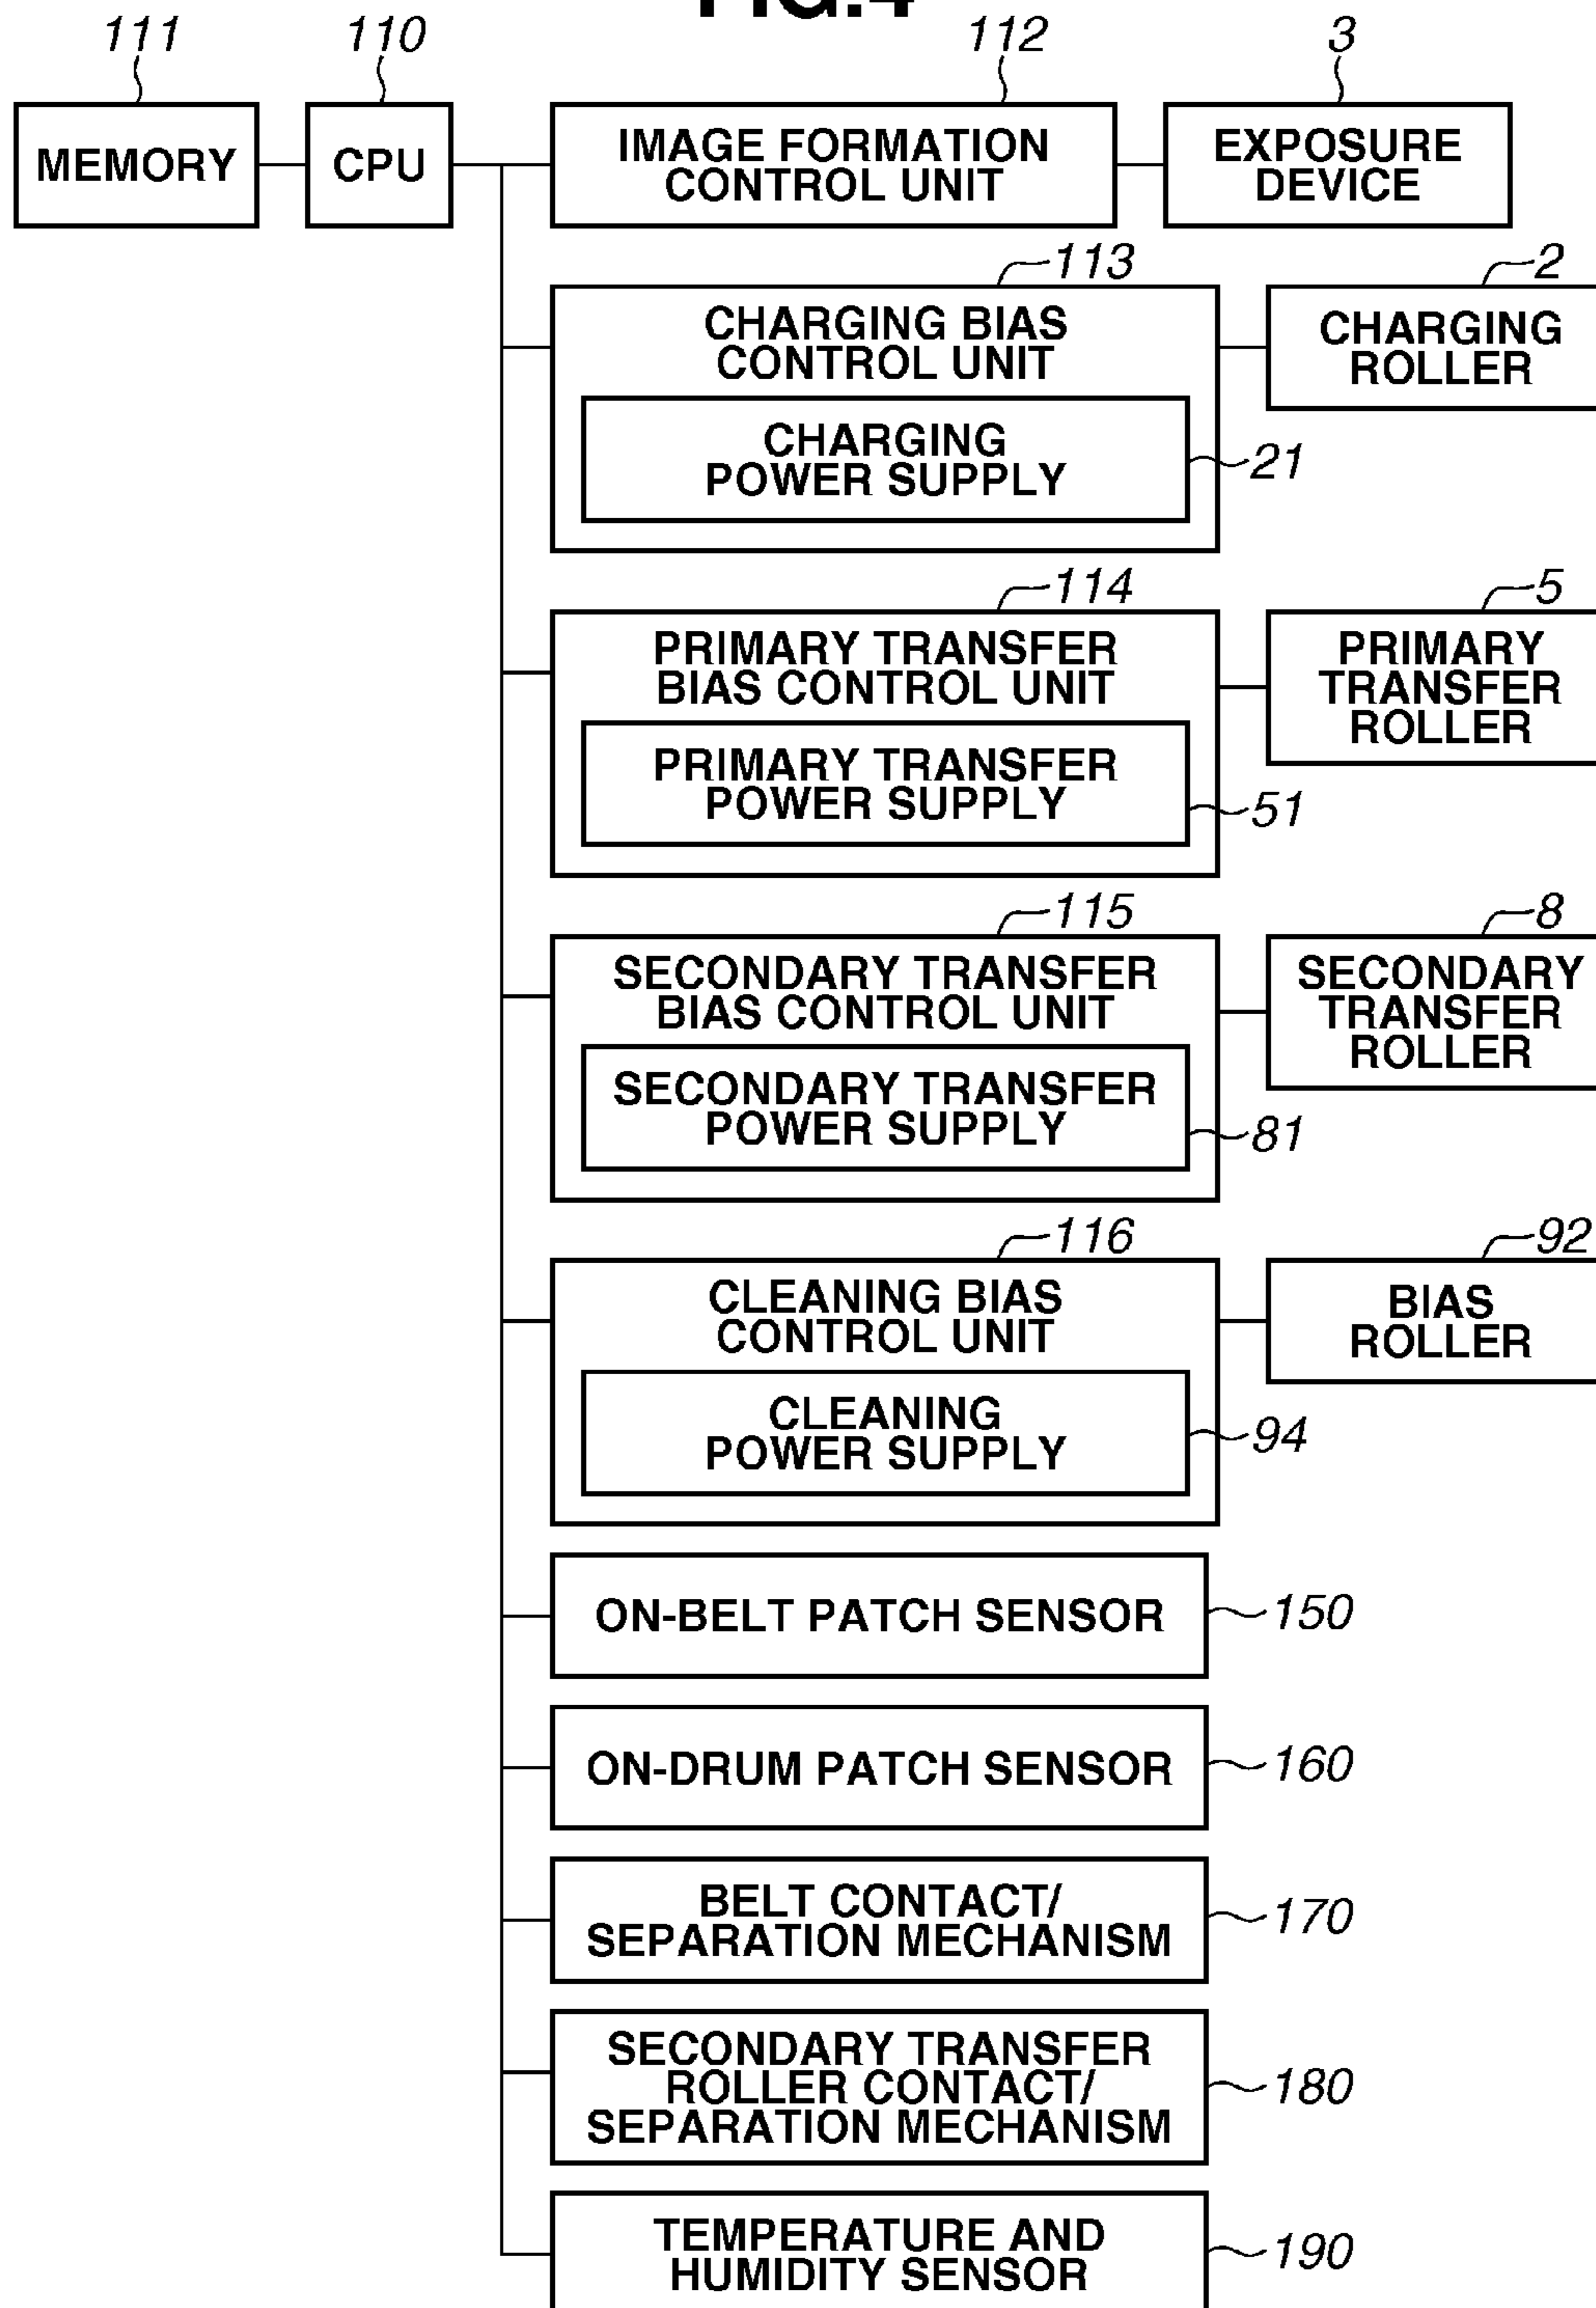 FIG.4
111
110
112
3
MEMORY
CPU
IMAGE FORMATION
CONTROL UNIT
EXPOSURE
DEVICE
113
2
CHARGING BIAS
CONTROL UNIT
CHARGING
ROLLER
CHARGING
POWER SUPPLY
21
114
5
PRIMARY TRANSFER
BIAS CONTROL UNIT
PRIMARY
TRANSFER
ROLLER
PRIMARY TRANSFER
POWER SUPPLY
51
115
8
SECONDARY TRANSFER
BIAS CONTROL UNIT
SECONDARY
TRANSFER
ROLLER
SECONDARY TRANSFER
POWER SUPPLY
81
116
92
CLEANING BIAS
CONTROL UNIT
BIAS
ROLLER
CLEANING
POWER SUPPLY
94
ON-BELT PATCH SENSOR
150
ON-DRUM PATCH SENSOR
160
BELT CONTACT/
SEPARATION MECHANISM
170
SECONDARY TRANSFER
ROLLER CONTACT/
SEPARATION MECHANISM
180
TEMPERATURE AND
HUMIDITY SENSOR
190